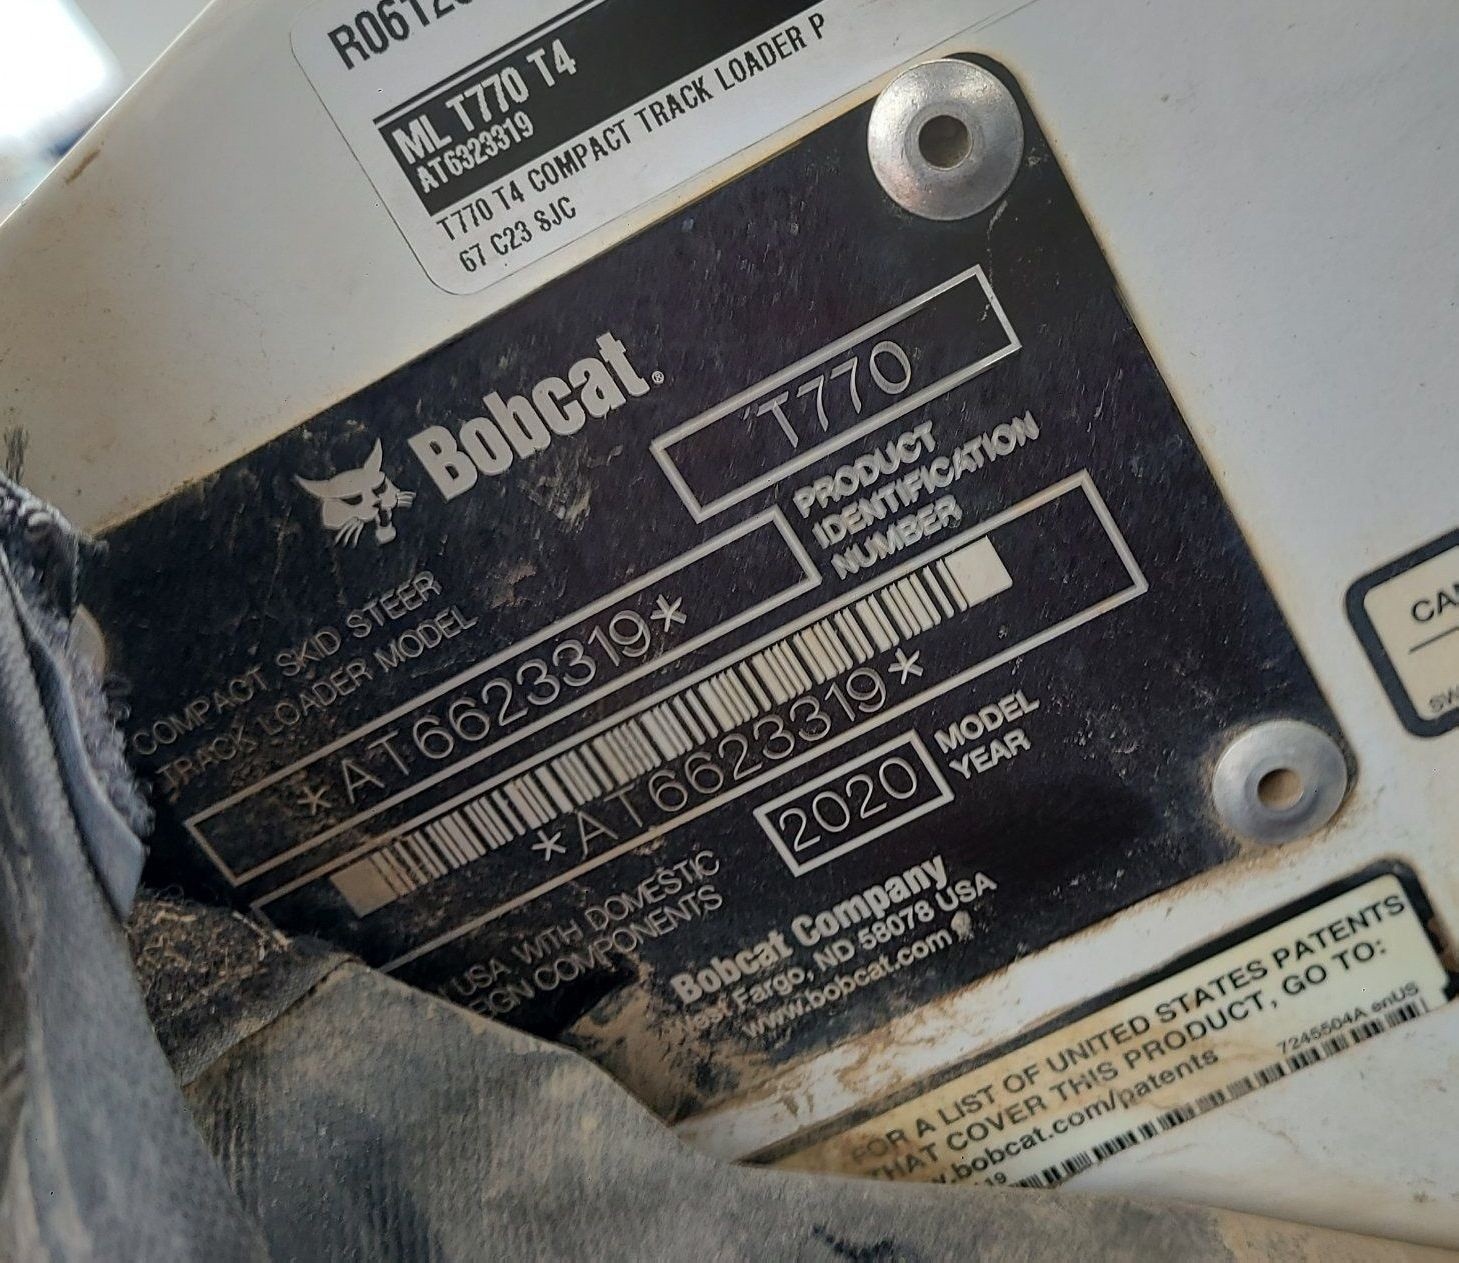 ML T770 T4
AT6323319
T770 T4 COMPACT TRACK LOADER P
67 C23 SJC
Bobcat®
T770
COMPACT SKID STEER
TRACK LOADER MODEL
PRODUCT
IDENTIFICATION
NUMBER
*AT6623319*
*AT6623319*
2020
MODEL
YEAR
USA WITH DOMESTIC
EIGN COMPONENTS
Bobcat Company
West Fargo, ND 58078 USA
www.bobcat.com
FOR A LIST OF UNITED STATES PATENTS
THAT COVER THIS PRODUCT, GO TO:
.bobcat.com/patents
7245504A enUS
19